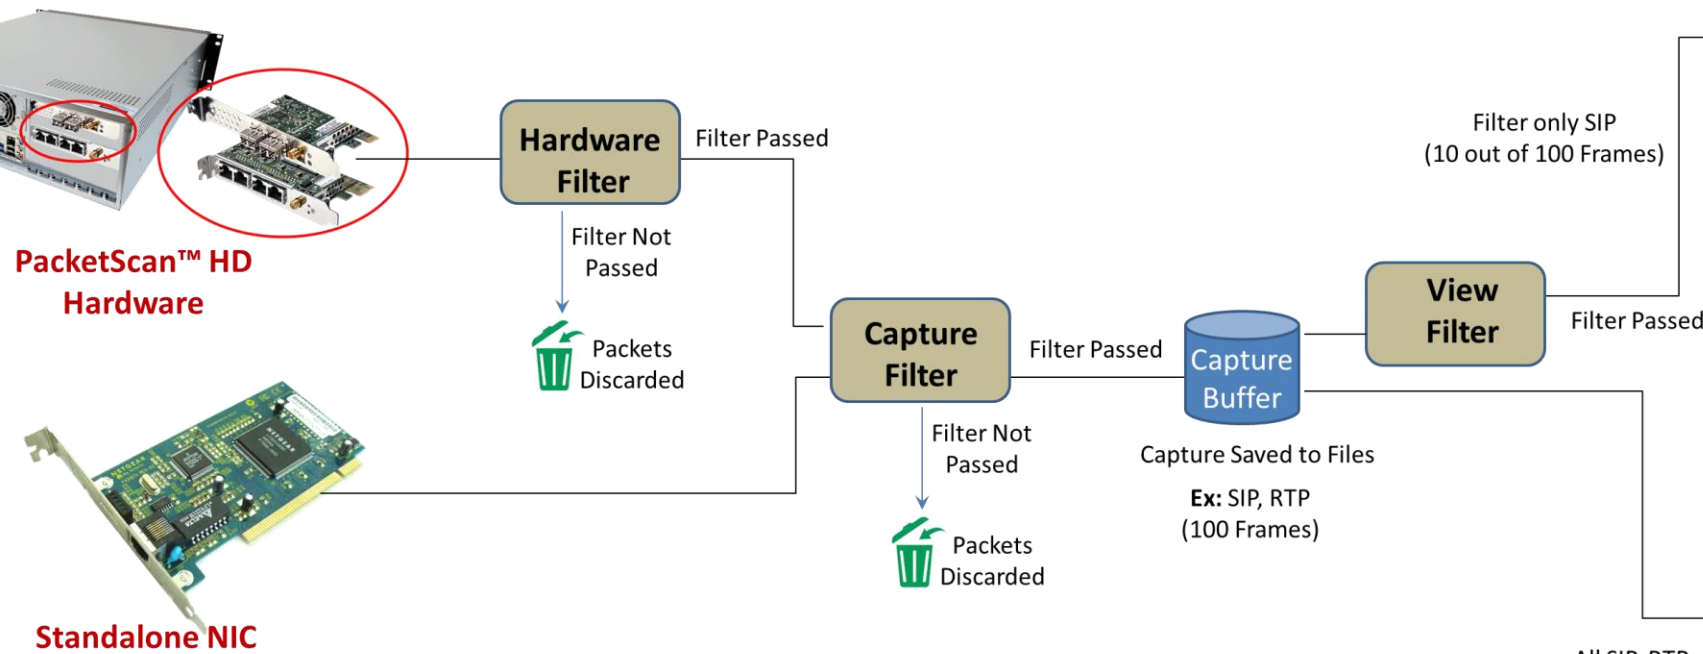 Hardware
Filter
Filter Passed
Filter Not
Passed
Packets
Discarded
PacketScan™ HD
Hardware
NETGEAR
Standalone NIC
Capture
Filter
Filter Passed
Filter Not
Passed
Packets
Discarded
Capture
Buffer
Capture Saved to Files
Ex: SIP, RTP
(100 Frames)
Filter only SIP
(10 out of 100 Frames)
View
Filter
Filter Passed